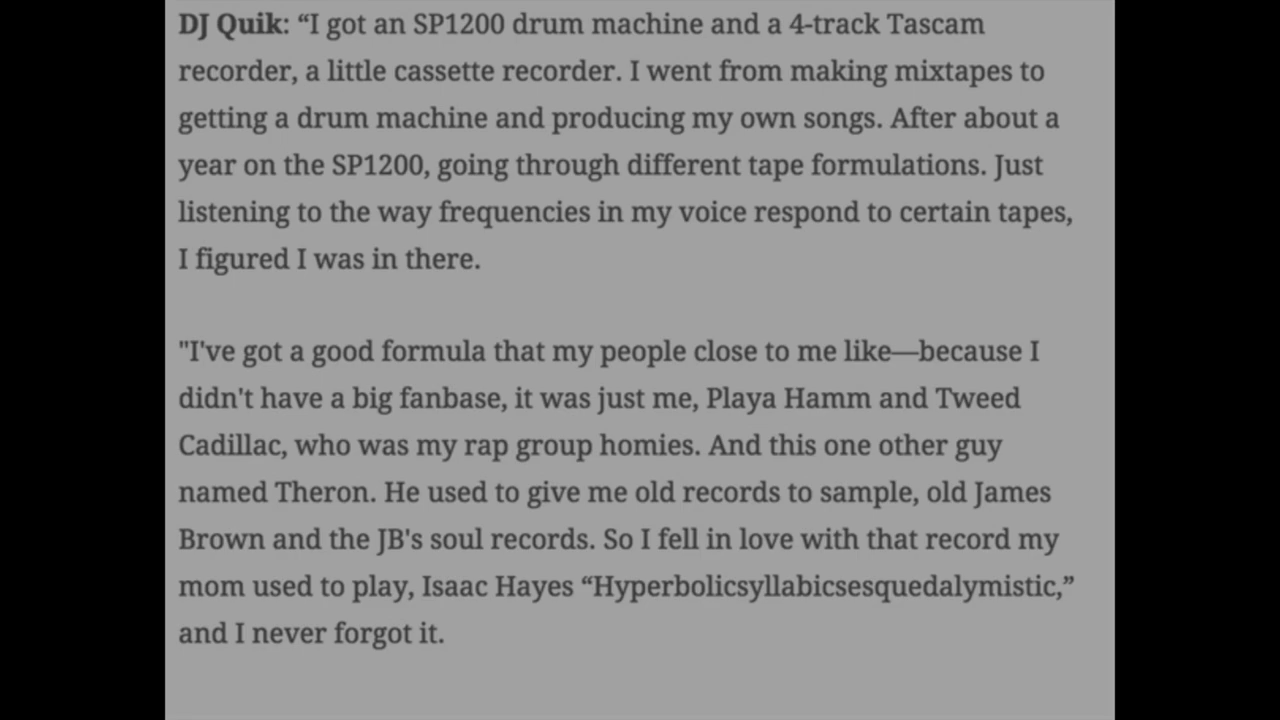 DJ Quik: “I got an SP1200 drum machine and a 4-track Tascam
recorder, a little cassette recorder. I went from making mixtapes to
getting a drum machine and producing my own songs. After about a
year on the SP1200, going through different tape formulations. Just
listening to the way frequencies in my voice respond to certain tapes,
I figured I was in there.
"I've got a good formula that my people close to me like—because I
didn't have a big fanbase, it was just me, Playa Hamm and Tweed
Cadillac, who was my rap group homies. And this one other guy
named Theron. He used to give me old records to sample, old James
Brown and the JB's soul records. So I fell in love with that record my
mom used to play, Isaac Hayes “Hyperbolicsyllabicsesquedalymistic,”
and I never forgot it.